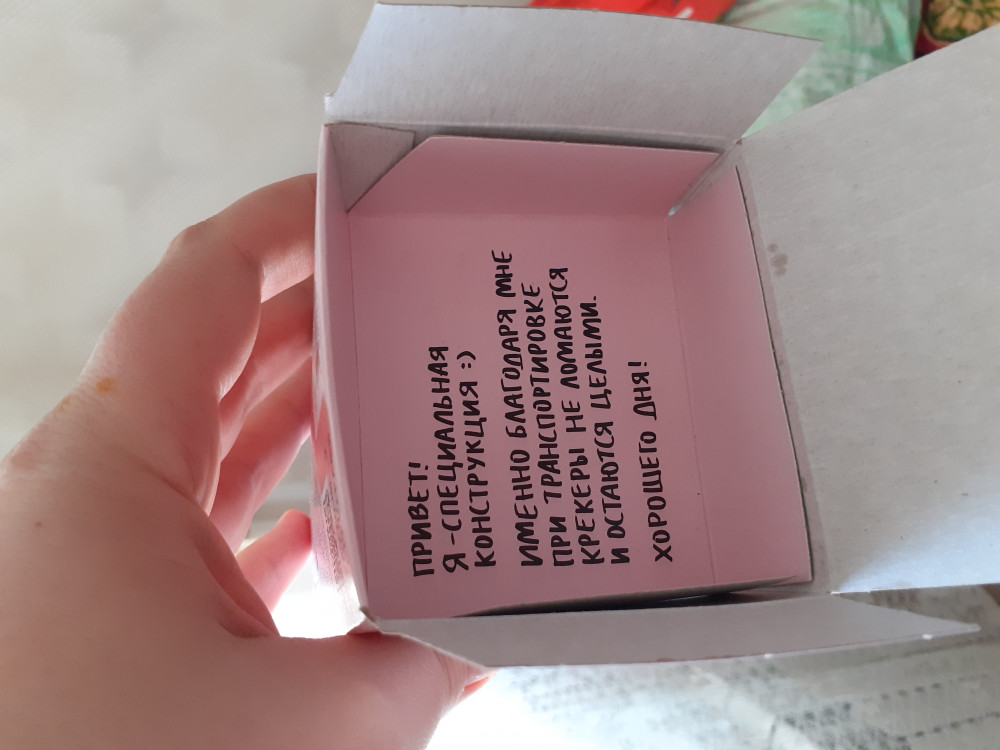 ПРИВЕТ!
Я - СПЕЦИАЛЬНАЯ
КОНСТРУКЦИЯ :)
ИМЕННО БЛАГОДАРЯ МНЕ
ПРИ ТРАНСПОРТИРОВКЕ
КРЕКЕРЫ НЕ ЛОМАЮТСЯ
И ОСТАЮТСЯ ЦЕЛЫМИ.
ХОРОШЕГО ДНЯ!